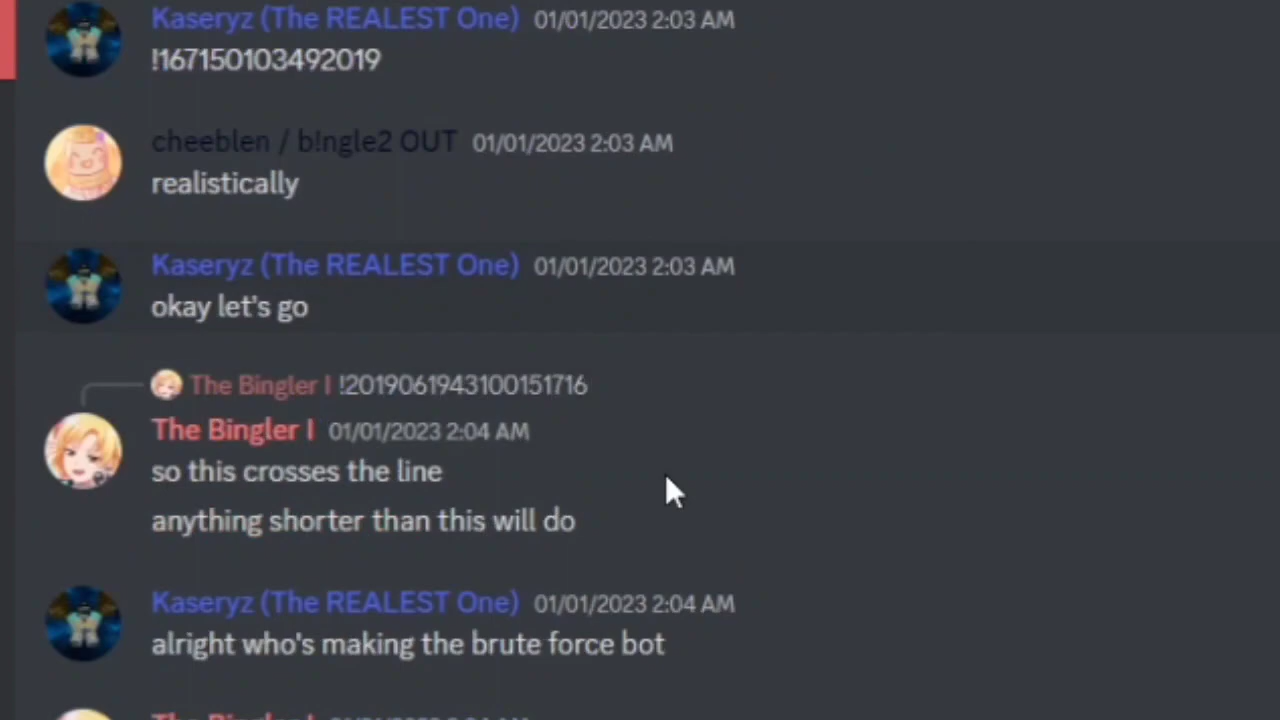 Kaseryz (The REALEST One) 01/01/2023 2:03 AM
!167150103492019
cheeblen / b!ngle2 OUT 01/01/2023 2:03 AM
realistically
Kaseryz (The REALEST One) 01/01/2023 2:03 AM
okay let's go
The Bingler I !2019061943100151716
The Bingler I 01/01/2023 2:04 AM
so this crosses the line
anything shorter than this will do
Kaseryz (The REALEST One) 01/01/2023 2:04 AM
alright who's making the brute force bot
The Bingler I